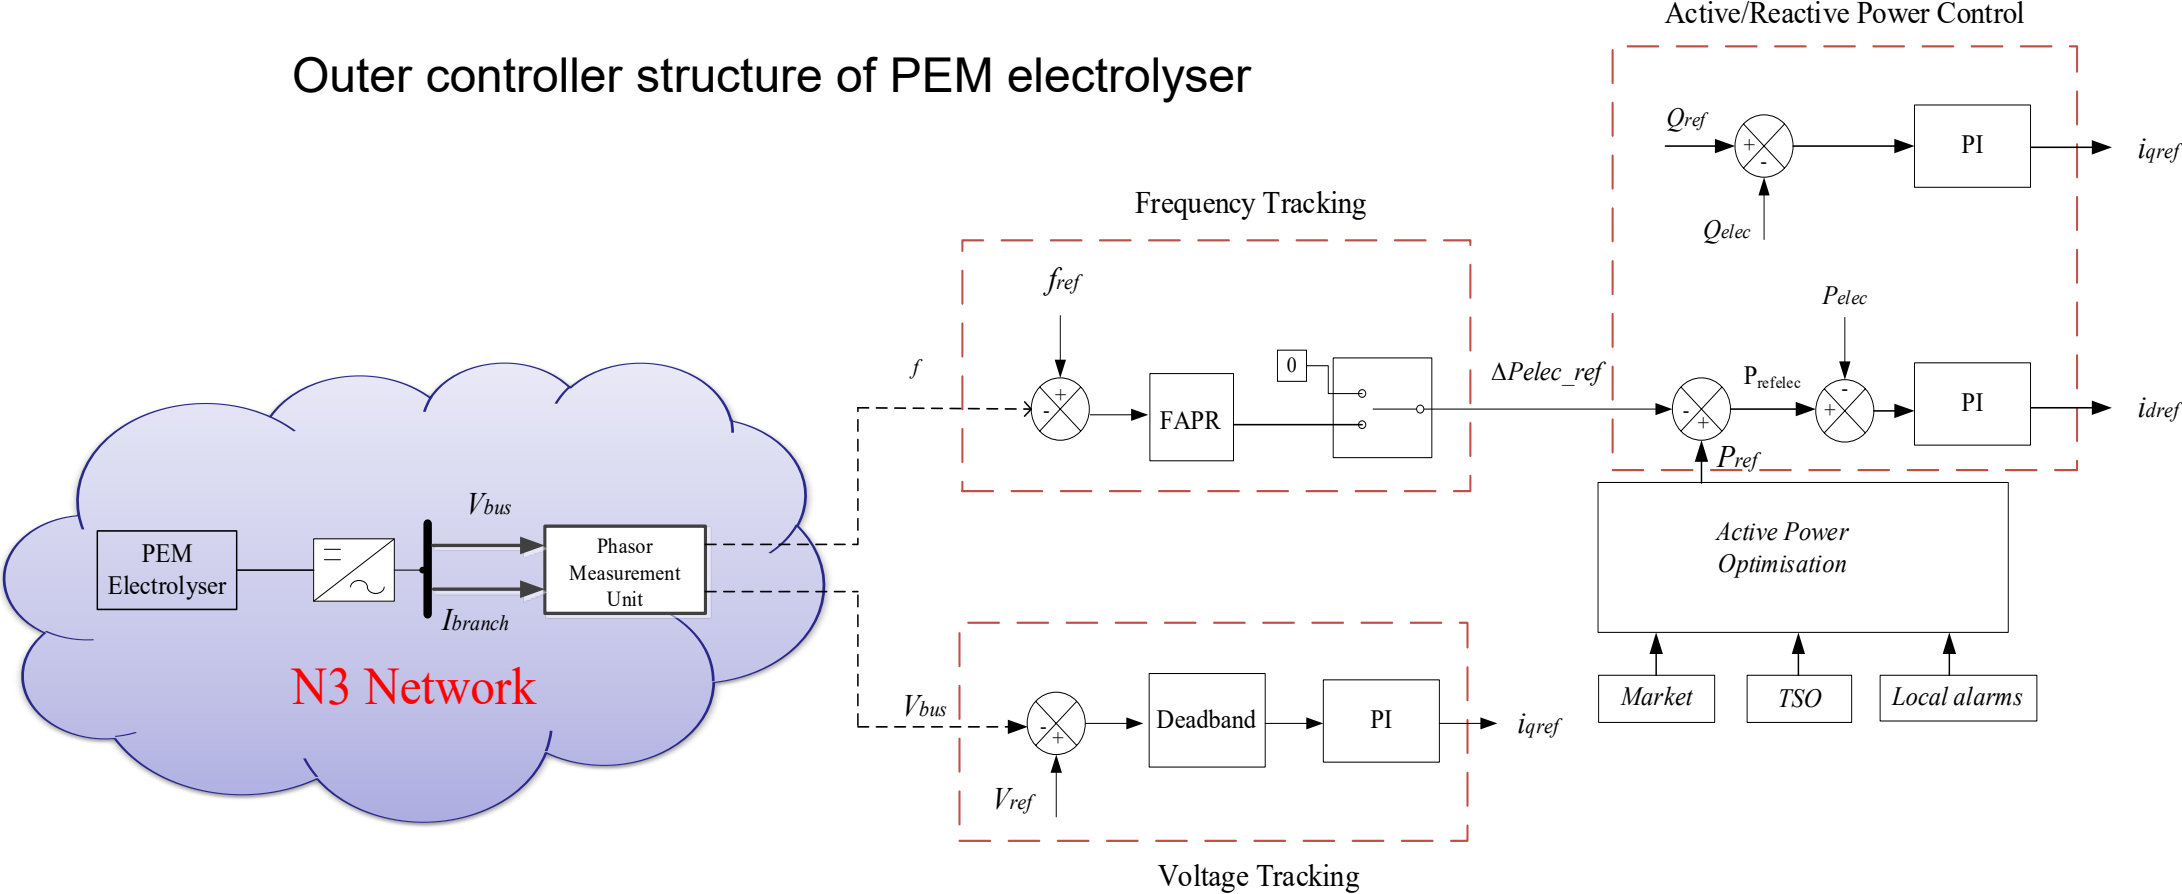 Active/Reactive Power Control
Outer controller structure of PEM electrolyser
Qref
+
-
PI
iqref
Qelec
Frequency Tracking
fref
Pelec
f
0
ΔPelec_ref
Prefelec
+
-
FAPR
-
+
-
+
PI
idref
Pref
Vbus
PEM
Electrolyser
Phasor
Measurement
Unit
Ibranch
Active Power
Optimisation
N3 Network
Market
TSO
Local alarms
Vbus
-
+
Deadband
PI
iqref
Vref
Voltage Tracking